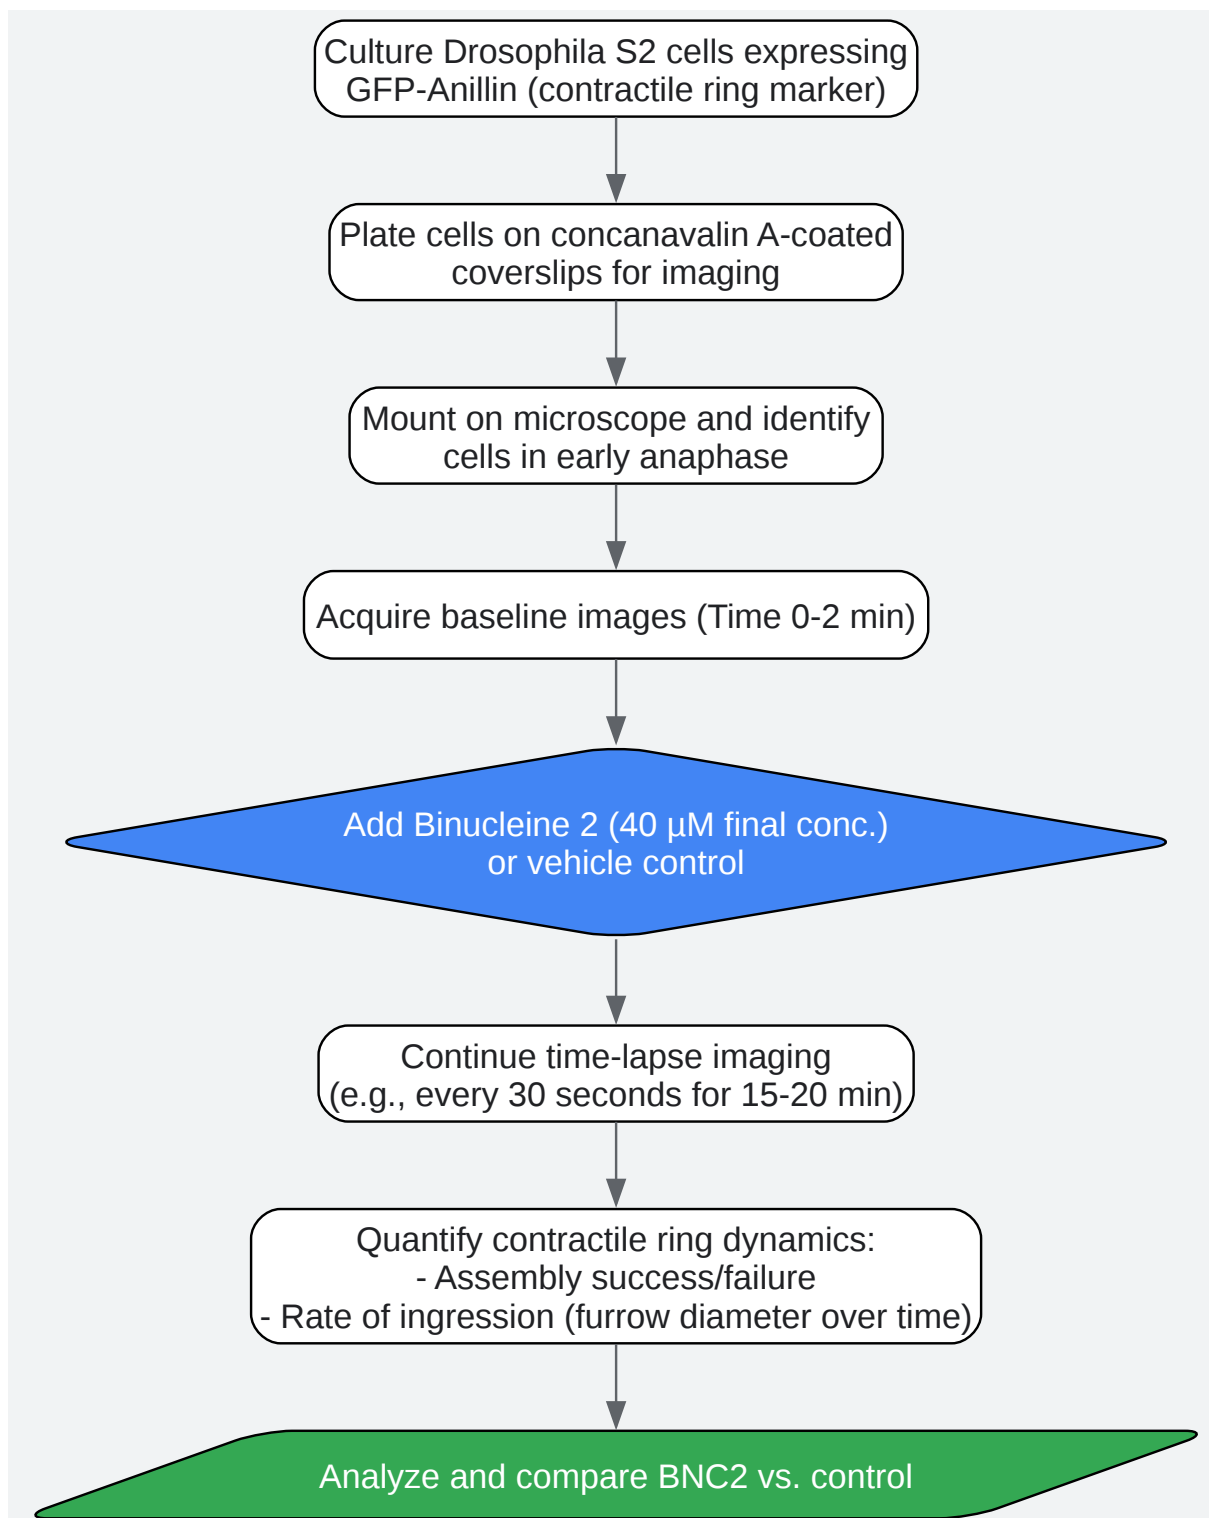 Culture Drosophila S2 cells expressing
GFP-Anillin (contractile ring marker)
Plate cells on concanavalin A-coated
coverslips for imaging
Mount on microscope and identify
cells in early anaphase
Acquire baseline images (Time 0-2 min)
Add Binucleine 2 (40 µM final conc.)
or vehicle control
Continue time-lapse imaging
(e.g., every 30 seconds for 15-20 min)
Quantify contractile ring dynamics:
- Assembly success/failure
- Rate of ingression (furrow diameter over time)
Analyze and compare BNC2 vs. control